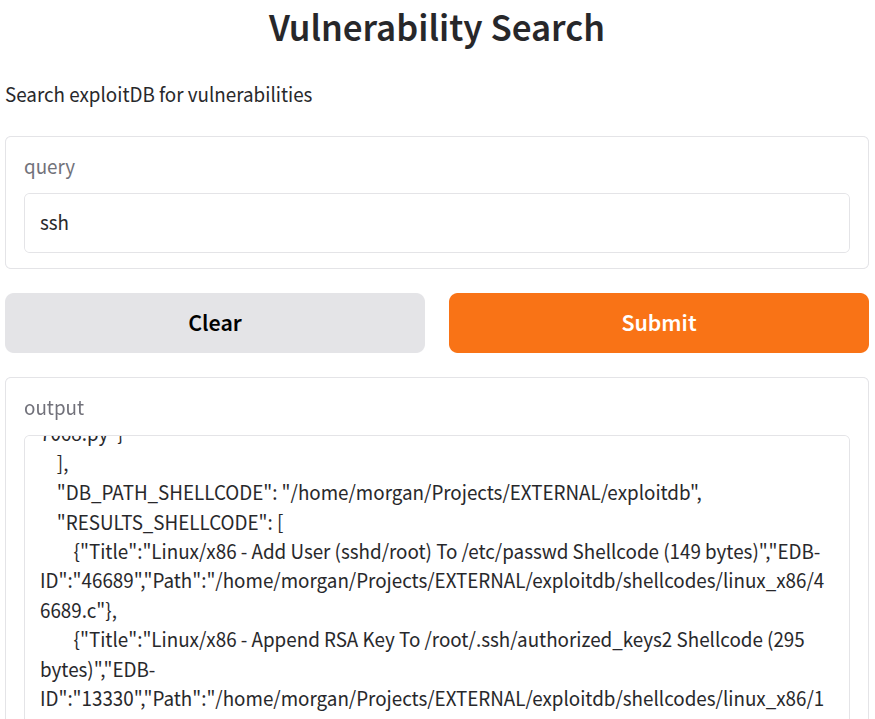 Vulnerability Search
Search exploitDB for vulnerabilities
query
ssh
Clear
Submit
output
],
"DB_PATH_SHELLCODE": "/home/morgan/Projects/EXTERNAL/exploitdb",
"RESULTS_SHELLCODE": [
{"Title":"Linux/x86 - Add User (sshd/root) To /etc/passwd Shellcode (149 bytes)","EDB-
ID":"46689","Path":"/home/morgan/Projects/EXTERNAL/exploitdb/shellcodes/linux_x86/4
6689.c"},
{"Title":"Linux/x86 - Append RSA Key To /root/.ssh/authorized_keys2 Shellcode (295
bytes)","EDB-
ID":"13330","Path":"/home/morgan/Projects/EXTERNAL/exploitdb/shellcodes/linux_x86/1